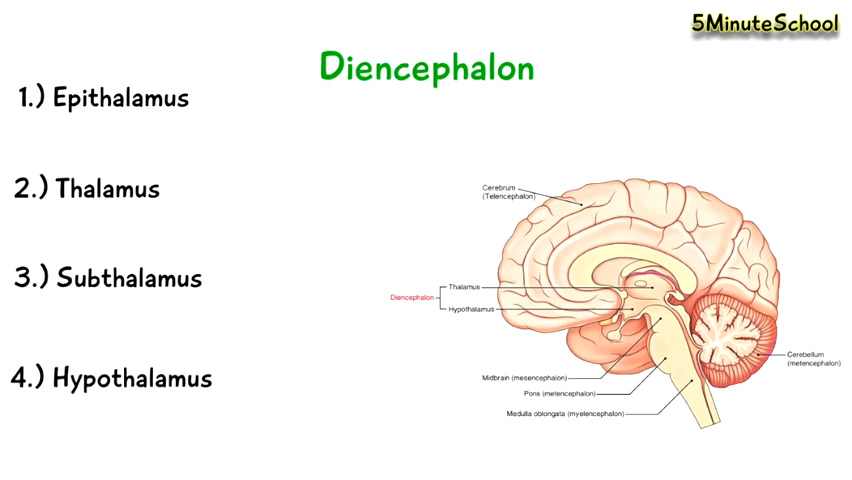 5MinuteSchool
Diencephalon
1.) Epithalamus
2.) Thalamus
3.) Subthalamus
4.) Hypothalamus
Cerebrum
(Telencephalon)
Thalamus
Diencephalon
Hypothalamus
Cerebellum
(metencephalon)
Midbrain (mesencephalon)
Pons (metencephalon)
Medulla oblongata (myelencephalon)